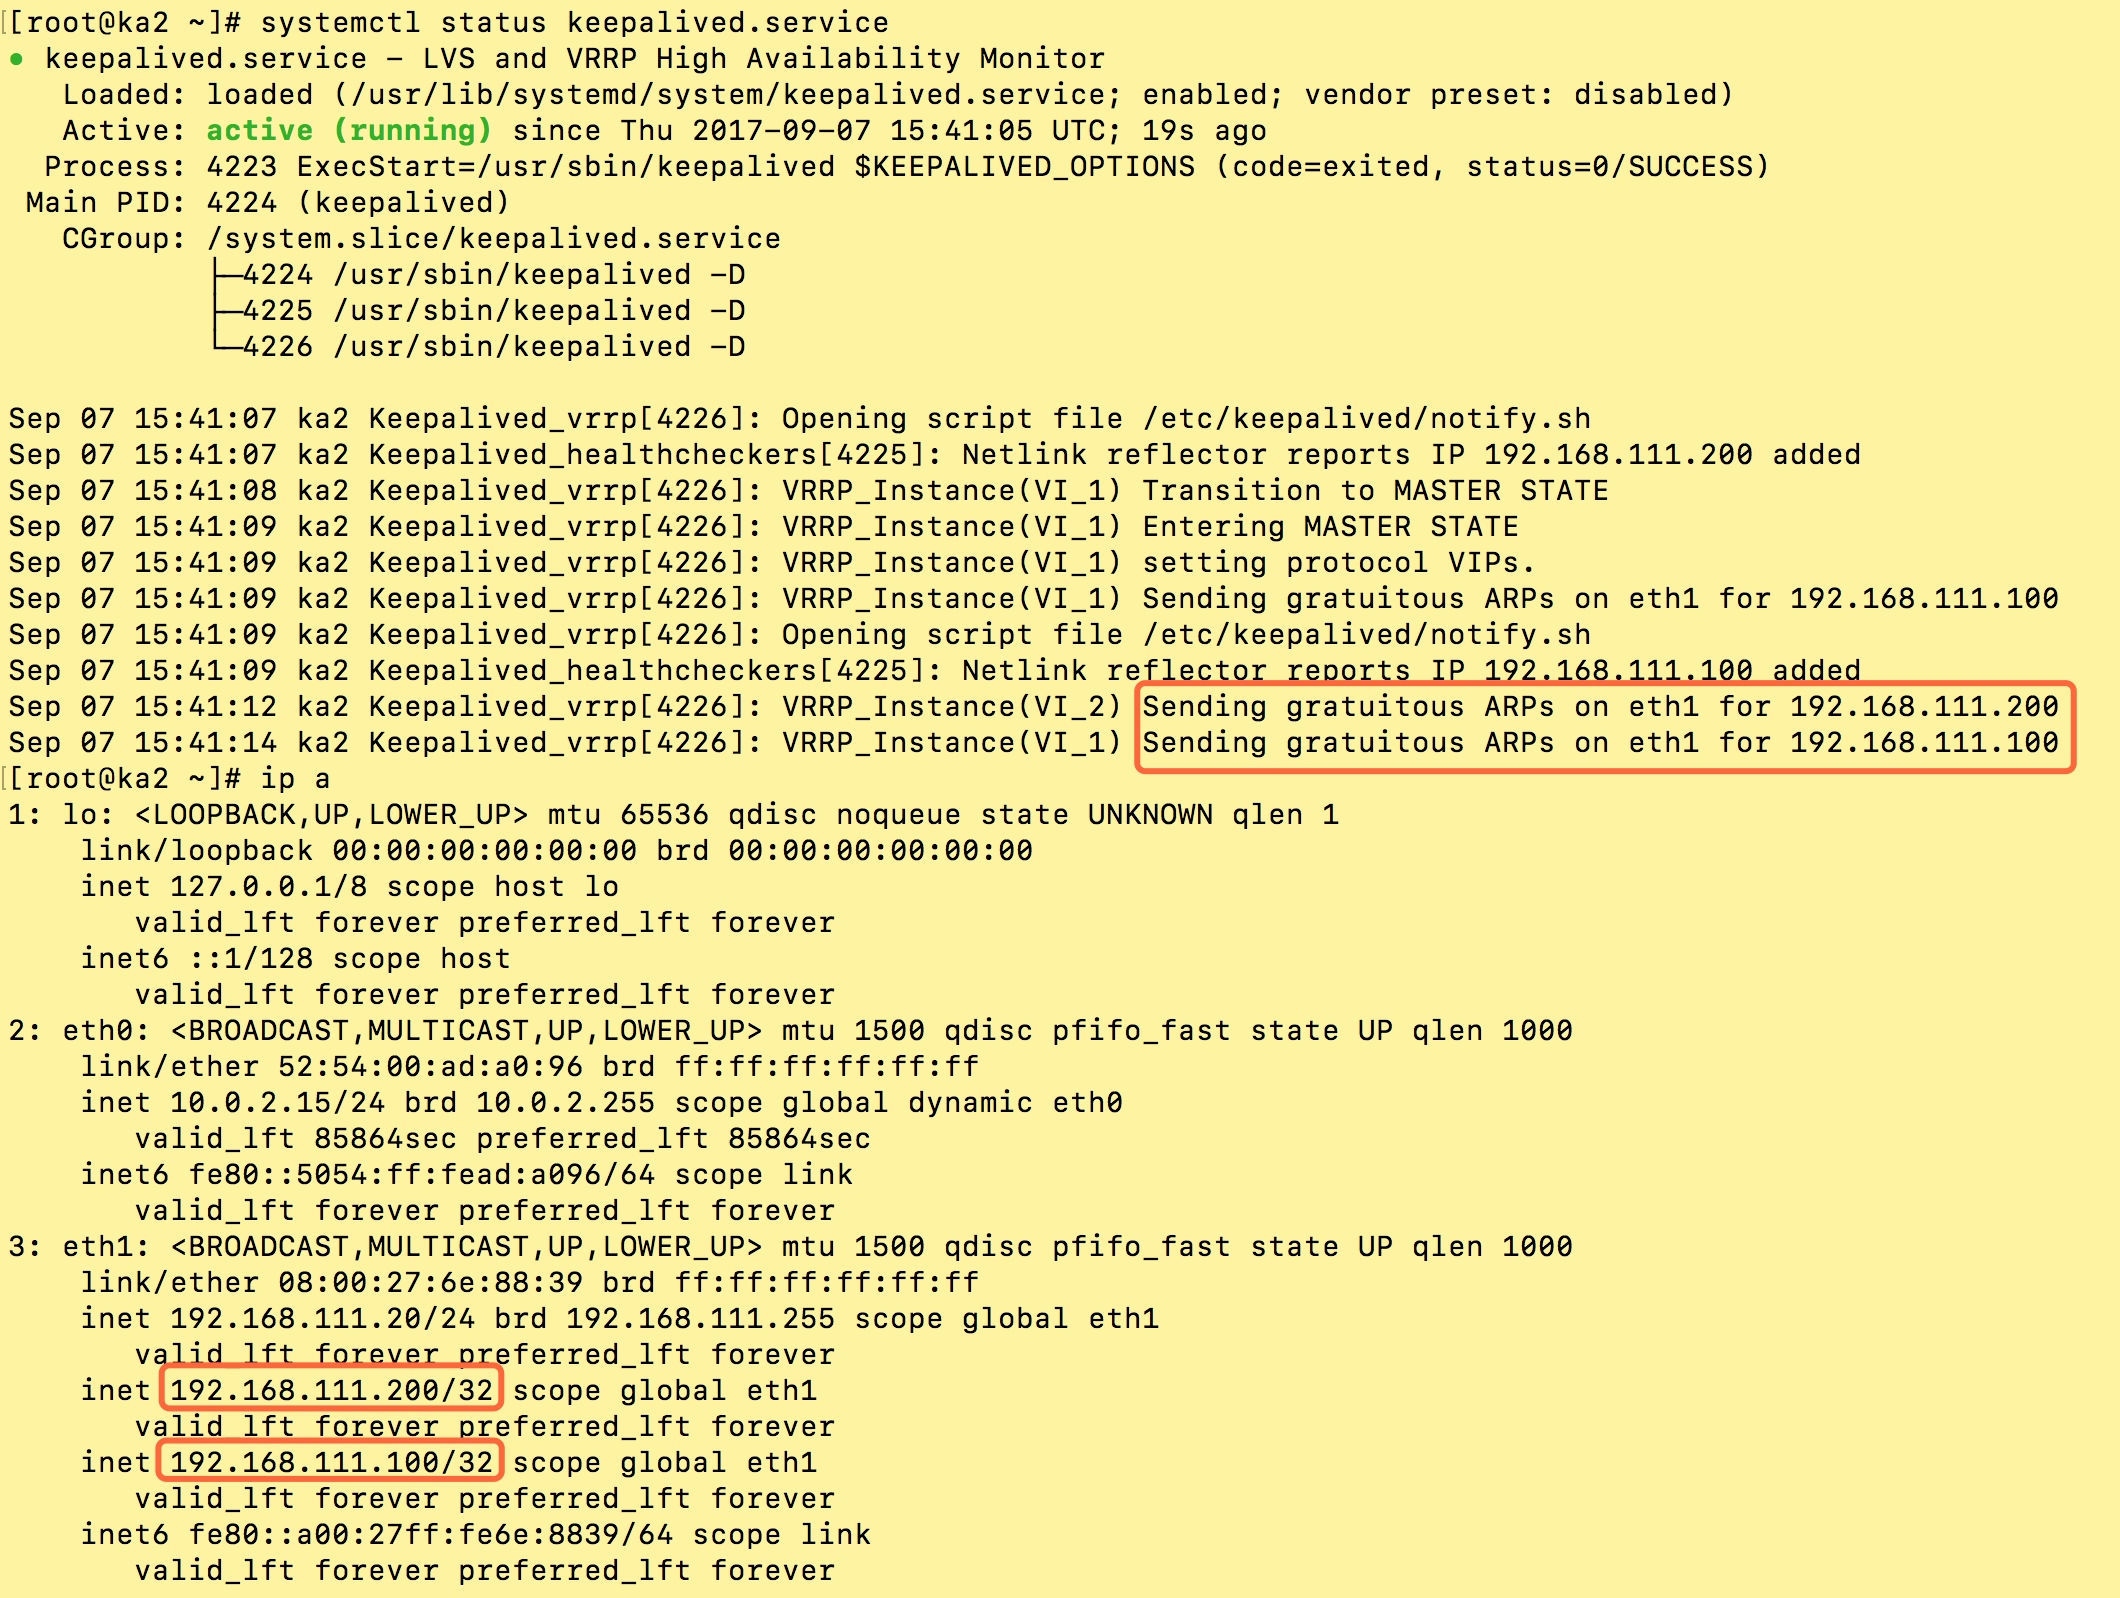 [[root@ka2 ~]# systemctl status keepalived.service
● keepalived.service – LVS and VRRP High Availability Monitor
   Loaded: loaded (/usr/lib/systemd/system/keepalived.service; enabled; vendor preset: disabled)
   Active: active (running) since Thu 2017-09-07 15:41:05 UTC; 19s ago
  Process: 4223 ExecStart=/usr/sbin/keepalived $KEEPALIVED_OPTIONS (code=exited, status=0/SUCCESS)
 Main PID: 4224 (keepalived)
   CGroup: /system.slice/keepalived.service
           ├─4224 /usr/sbin/keepalived -D
           ├─4225 /usr/sbin/keepalived -D
           └─4226 /usr/sbin/keepalived -D
Sep 07 15:41:07 ka2 Keepalived_vrrp[4226]: Opening script file /etc/keepalived/notify.sh
Sep 07 15:41:07 ka2 Keepalived_healthcheckers[4225]: Netlink reflector reports IP 192.168.111.200 added
Sep 07 15:41:08 ka2 Keepalived_vrrp[4226]: VRRP_Instance(VI_1) Transition to MASTER STATE
Sep 07 15:41:09 ka2 Keepalived_vrrp[4226]: VRRP_Instance(VI_1) Entering MASTER STATE
Sep 07 15:41:09 ka2 Keepalived_vrrp[4226]: VRRP_Instance(VI_1) setting protocol VIPs.
Sep 07 15:41:09 ka2 Keepalived_vrrp[4226]: VRRP_Instance(VI_1) Sending gratuitous ARPs on eth1 for 192.168.111.100
Sep 07 15:41:09 ka2 Keepalived_vrrp[4226]: Opening script file /etc/keepalived/notify.sh
Sep 07 15:41:09 ka2 Keepalived_healthcheckers[4225]: Netlink reflector reports IP 192.168.111.100 added
Sep 07 15:41:12 ka2 Keepalived_vrrp[4226]: VRRP_Instance(VI_2) Sending gratuitous ARPs on eth1 for 192.168.111.200
Sep 07 15:41:14 ka2 Keepalived_vrrp[4226]: VRRP_Instance(VI_1) Sending gratuitous ARPs on eth1 for 192.168.111.100
[[root@ka2 ~]# ip a
1: lo: <LOOPBACK,UP,LOWER_UP> mtu 65536 qdisc noqueue state UNKNOWN qlen 1
    link/loopback 00:00:00:00:00:00 brd 00:00:00:00:00:00
    inet 127.0.0.1/8 scope host lo
       valid_lft forever preferred_lft forever
    inet6 ::1/128 scope host
       valid_lft forever preferred_lft forever
2: eth0: <BROADCAST,MULTICAST,UP,LOWER_UP> mtu 1500 qdisc pfifo_fast state UP qlen 1000
    link/ether 52:54:00:ad:a0:96 brd ff:ff:ff:ff:ff:ff
    inet 10.0.2.15/24 brd 10.0.2.255 scope global dynamic eth0
       valid_lft 85864sec preferred_lft 85864sec
    inet6 fe80::5054:ff:fead:a096/64 scope link
       valid_lft forever preferred_lft forever
3: eth1: <BROADCAST,MULTICAST,UP,LOWER_UP> mtu 1500 qdisc pfifo_fast state UP qlen 1000
    link/ether 08:00:27:6e:88:39 brd ff:ff:ff:ff:ff:ff
    inet 192.168.111.20/24 brd 192.168.111.255 scope global eth1
       valid_lft forever preferred_lft forever
    inet 192.168.111.200/32 scope global eth1
       valid_lft forever preferred_lft forever
    inet 192.168.111.100/32 scope global eth1
       valid_lft forever preferred_lft forever
    inet6 fe80::a00:27ff:fe6e:8839/64 scope link
       valid_lft forever preferred_lft forever